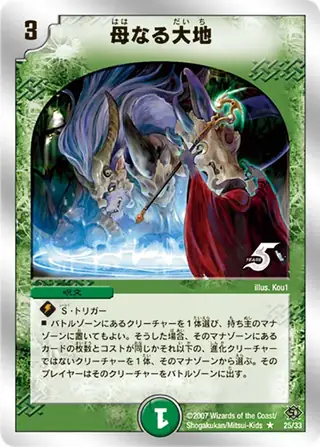 3
はは だいち
母なる大地
5 YEARS
illus. Kou1
呪文
S・トリガー
■ バトルゾーンにあるクリーチャーを1体選び、持ち主のマナ
ゾーンに置いてもよい。そうした場合、そのマナゾーンにあ
るカードの枚数とコストが同じかそれ以下の、進化クリーチャ
ーではないクリーチャーを1体、そのマナゾーンから選ぶ。その
プレイヤーはそのクリーチャーをバトルゾーンに出す。
1
©2007 Wizards of the Coast/
Shogakukan/Mitsui-Kids ★ 25/33